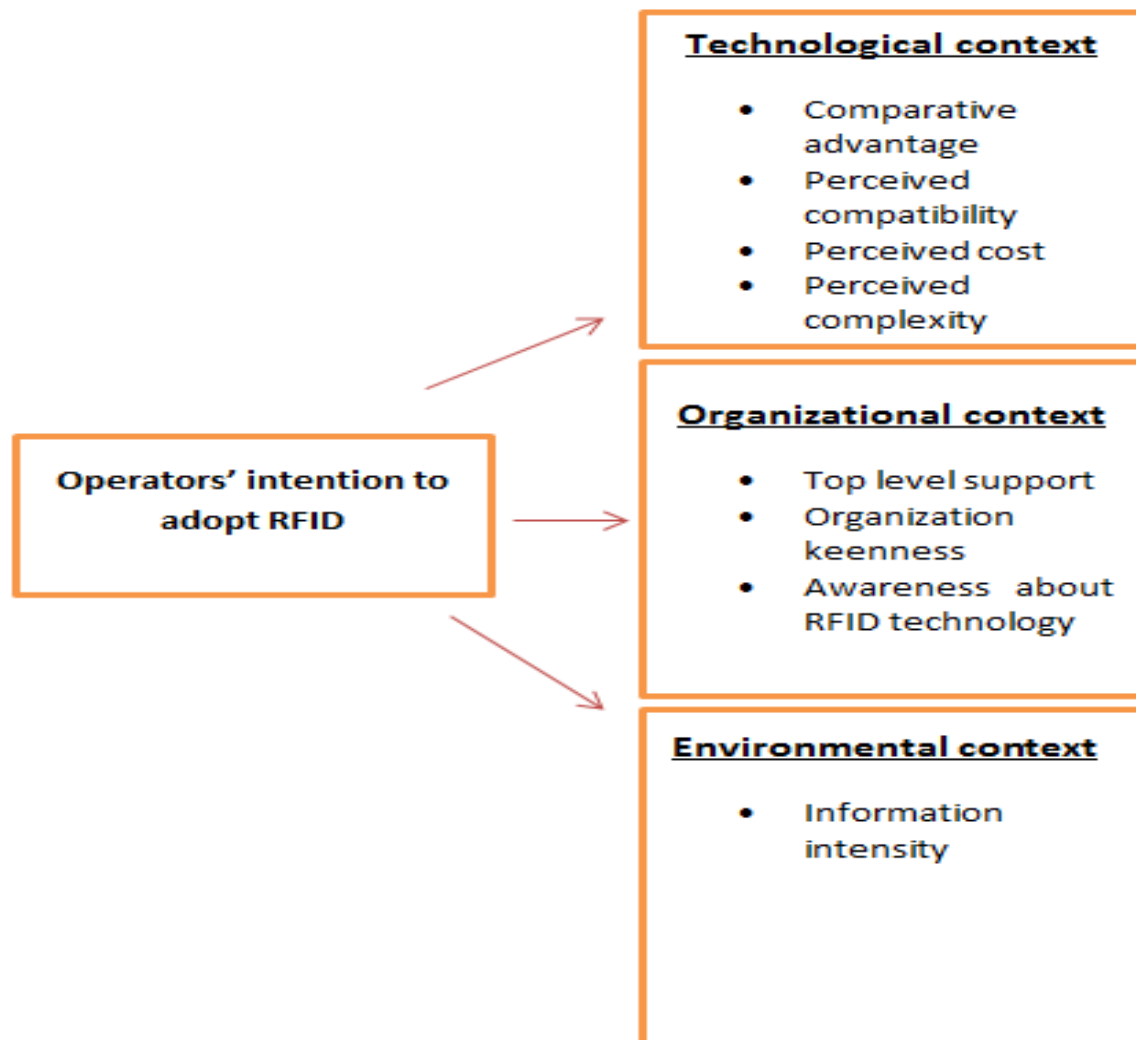 Technological context
• Comparative
advantage
• Perceived
compatibility
• Perceived cost
• Perceived
complexity
Operators’ intention to
adopt RFID
Organizational context
• Top level support
• Organization
keenness
• Awareness about
RFID technology
Environmental context
• Information
intensity